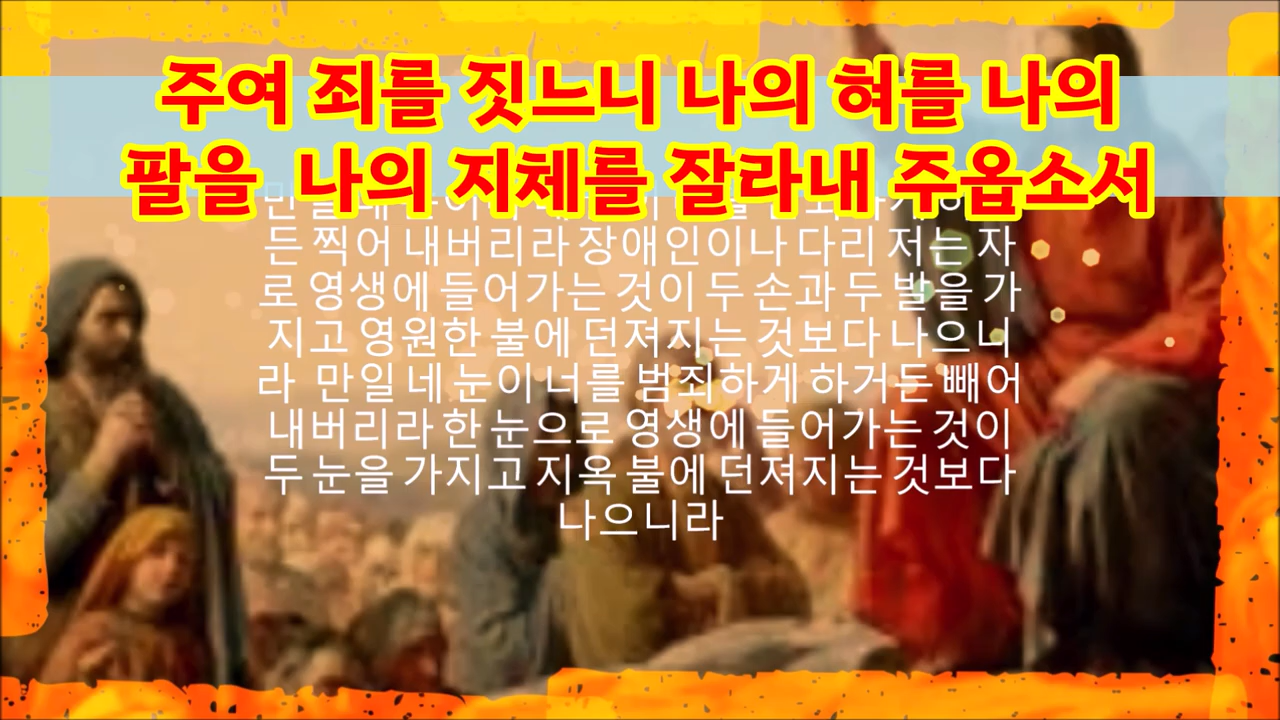 주여 죄를 짓느니 나의 혀를 나의
팔을 나의 지체를 잘라내 주옵소서
만일 네
든 찍어 내버리라 장애인이나 다리 저는 자
로 영생에 들어가는 것이 두 손과 두 발을 가
지고 영원한 불에 던져지는 것보다 나으니
라 만일 네 눈이 너를 범죄하게 하거든 빼어
내버리라 한 눈으로 영생에 들어가는 것이
두 눈을 가지고 지옥 불에 던져지는 것보다
나으니라